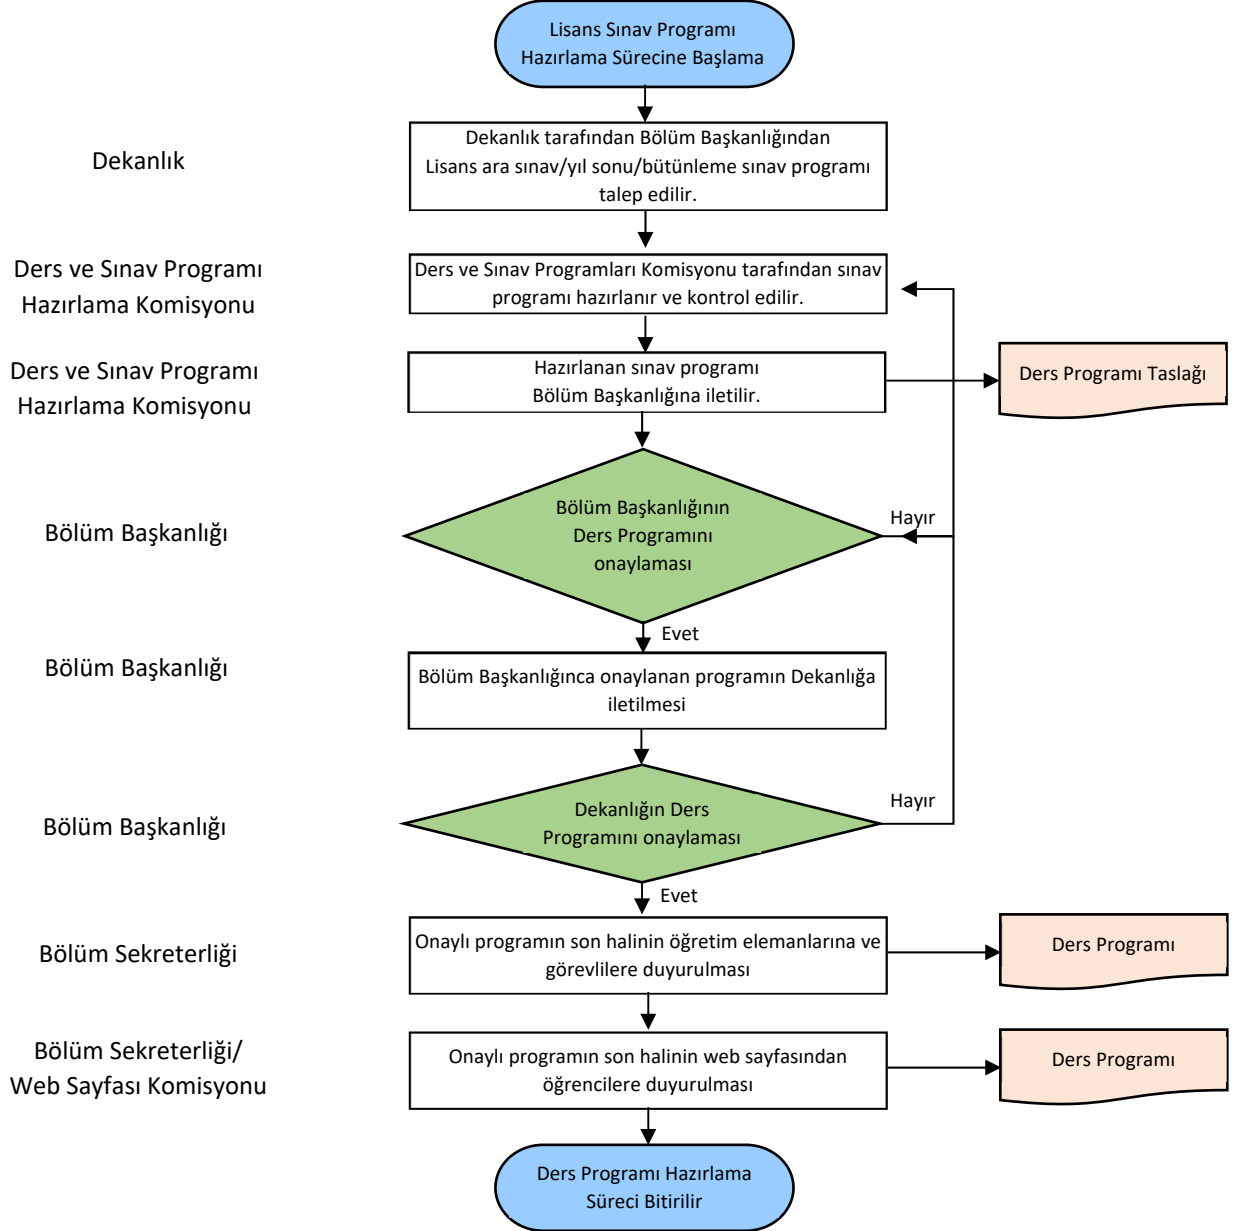 Lisans Sınav Programı
Hazırlama Sürecine Başlama
Dekanlık
Dekanlık tarafından Bölüm Başkanlığından
Lisans ara sınav/yıl sonu/bütünleme sınav programı
talep edilir.
Ders ve Sınav Programı
Hazırlama Komisyonu
Ders ve Sınav Programları Komisyonu tarafından sınav
programı hazırlanır ve kontrol edilir.
Ders ve Sınav Programı
Hazırlama Komisyonu
Hazırlanan sınav programı
Bölüm Başkanlığına iletilir.
Ders Programı Taslağı
Bölüm Başkanlığı
Bölüm Başkanlığının
Ders Programını
onaylaması
Hayır
Evet
Bölüm Başkanlığı
Bölüm Başkanlığınca onaylanan programın Dekanlığa
iletilmesi
Bölüm Başkanlığı
Dekanlığın Ders
Programını onaylaması
Hayır
Evet
Bölüm Sekreterliği
Onaylı programın son halinin öğretim elemanlarına ve
görevlilere duyurulması
Ders Programı
Bölüm Sekreterliği/
Web Sayfası Komisyonu
Onaylı programın son halinin web sayfasından
öğrencilere duyurulması
Ders Programı
Ders Programı Hazırlama
Süreci Bitirilir